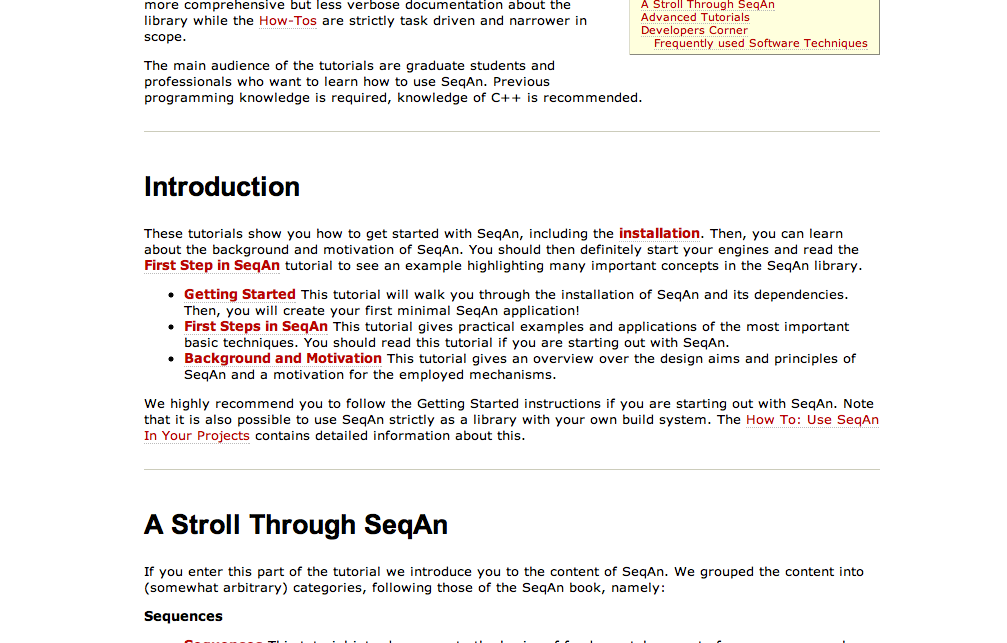 more comprehensive but less verbose documentation about the
library while the How-Tos are strictly task driven and narrower in
scope.
A Stroll Through SeqAn
Advanced Tutorials
Developers Corner
Frequently used Software Techniques
The main audience of the tutorials are graduate students and
professionals who want to learn how to use SeqAn. Previous
programming knowledge is required, knowledge of C++ is recommended.
Introduction
These tutorials show you how to get started with SeqAn, including the installation. Then, you can learn
about the background and motivation of SeqAn. You should then definitely start your engines and read the
First Step in SeqAn tutorial to see an example highlighting many important concepts in the SeqAn library.
• Getting Started This tutorial will walk you through the installation of SeqAn and its dependencies.
Then, you will create your first minimal SeqAn application!
• First Steps in SeqAn This tutorial gives practical examples and applications of the most important
basic techniques. You should read this tutorial if you are starting out with SeqAn.
• Background and Motivation This tutorial gives an overview over the design aims and principles of
SeqAn and a motivation for the employed mechanisms.
We highly recommend you to follow the Getting Started instructions if you are starting out with SeqAn. Note
that it is also possible to use SeqAn strictly as a library with your own build system. The How To: Use SeqAn
In Your Projects contains detailed information about this.
A Stroll Through SeqAn
If you enter this part of the tutorial we introduce you to the content of SeqAn. We grouped the content into
(somewhat arbitrary) categories, following those of the SeqAn book, namely:
Sequences